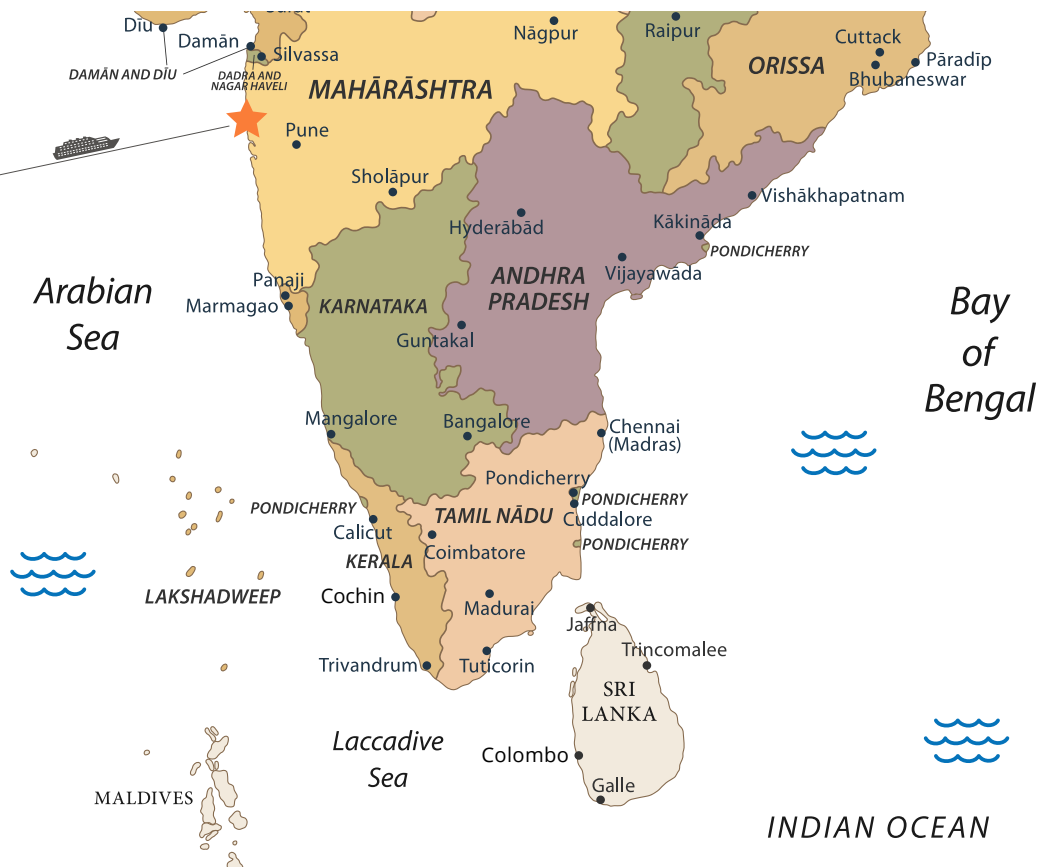 Dīu
Damān
Silvassa
DAMĀN AND DĪU
DADRA AND
NAGAR HAVELI
Nāgpur
Raipur
Cuttack
ORISSA
Pāradīp
Bhubaneswar
MAHĀRĀSHTRA
Pune
Sholāpur
Vishākhapatnam
Hyderābād
Kākināda
PONDICHERRY
ANDHRA
PRADESH
Vijayawāda
Arabian
Sea
Panaji
Marmagao
KARNATAKA
Guntakal
Bay
of
Bengal
Mangalore
Bangalore
Chennai
(Madras)
Pondicherry
PONDICHERRY
PONDICHERRY
Calicut
TAMIL NĀDU
Cuddalore
PONDICHERRY
KERALA
Coimbatore
LAKSHADWEEP
Cochin
Madurai
Jaffna
Trivandrum
Tuticorin
Trincomalee
SRI
LANKA
Laccadive
Sea
Colombo
Galle
MALDIVES
INDIAN OCEAN